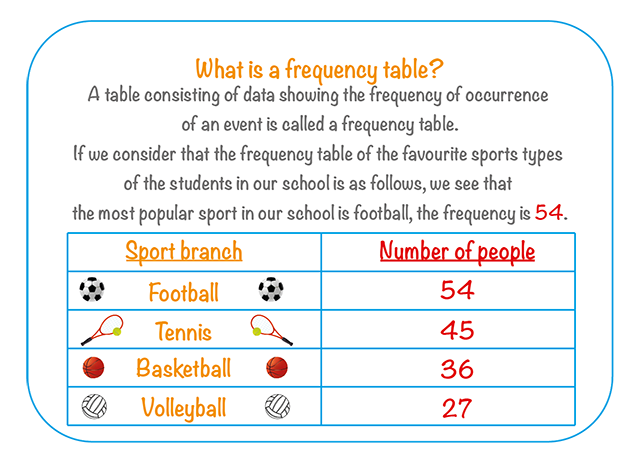 What is a frequency table?
A table consisting of data showing the frequency of occurrence
of an event is called a frequency table.
If we consider that the frequency table of the favourite sports types
of the students in our school is as follows, we see that
the most popular sport in our school is football, the frequency is 54.
Sport branch Number of people
Football 54
Tennis 45
Basketball 36
Volleyball 27